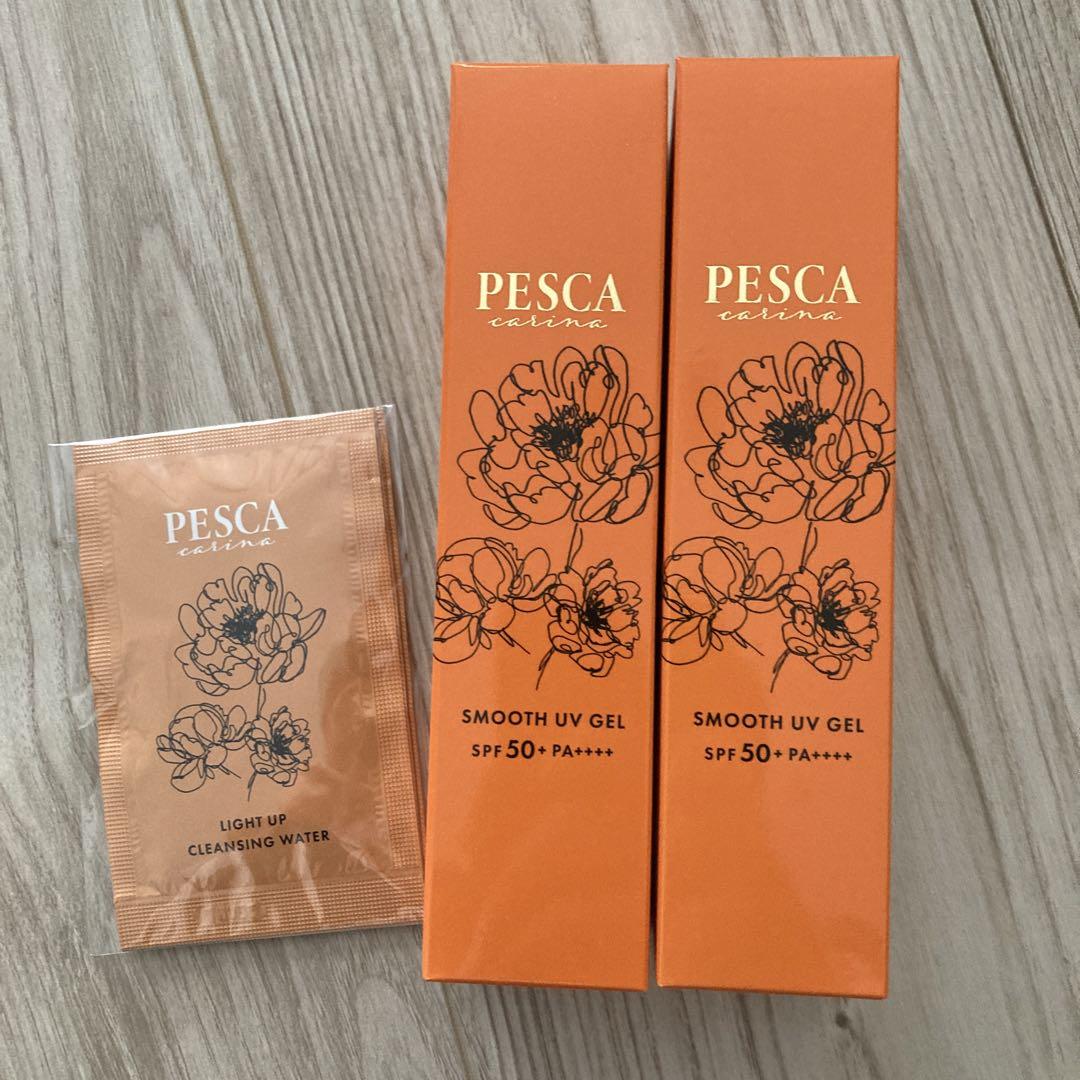 PESCA
carina
LIGHT UP
CLEANSING WATER
PESCA
carina
SMOOTH UV GEL
SPF 50+ PA++++
PESCA
carina
SMOOTH UV GEL
SPF 50+ PA++++